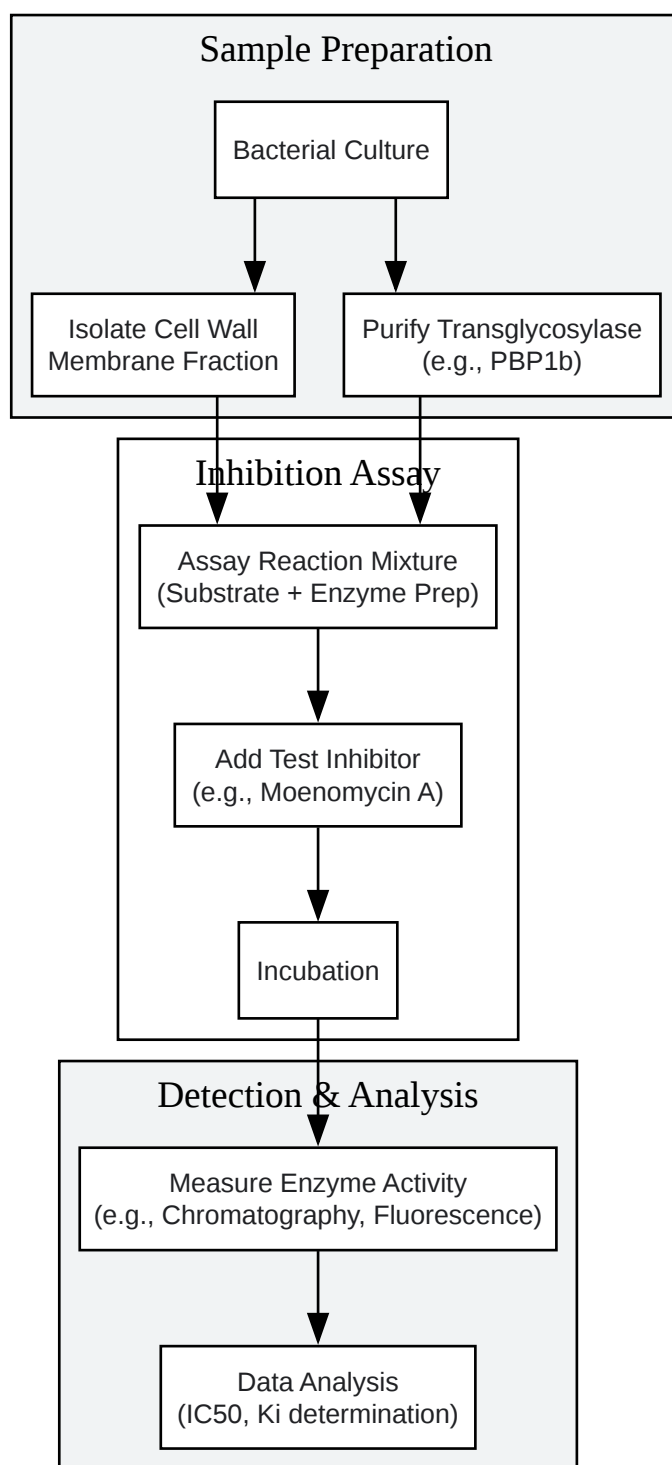 Sample Preparation
Bacterial Culture
Isolate Cell Wall
Membrane Fraction
Purify Transglycosylase
(e.g., PBP1b)
Inhibition Assay
Assay Reaction Mixture
(Substrate + Enzyme Prep)
Add Test Inhibitor
(e.g., Moenomycin A)
Incubation
Detection & Analysis
Measure Enzyme Activity
(e.g., Chromatography, Fluorescence)
Data Analysis
(IC50, Ki determination)